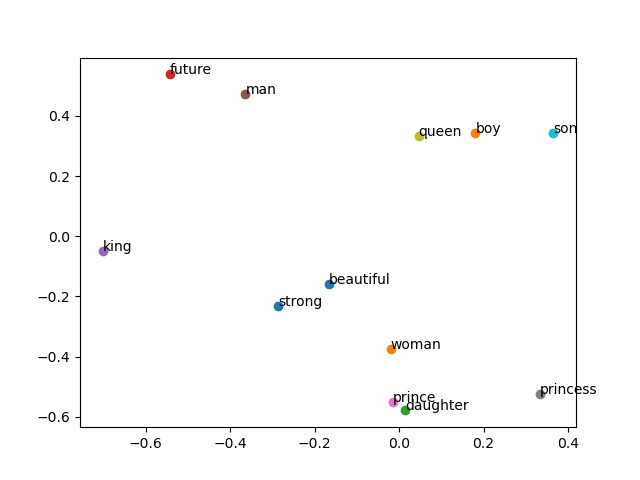 future
man
queen
boy
son
king
beautiful
strong
woman
princess
prince
daughter
0.4
0.2
0.0
−0.2
−0.4
−0.6
−0.6
−0.4
−0.2
0.0
0.2
0.4